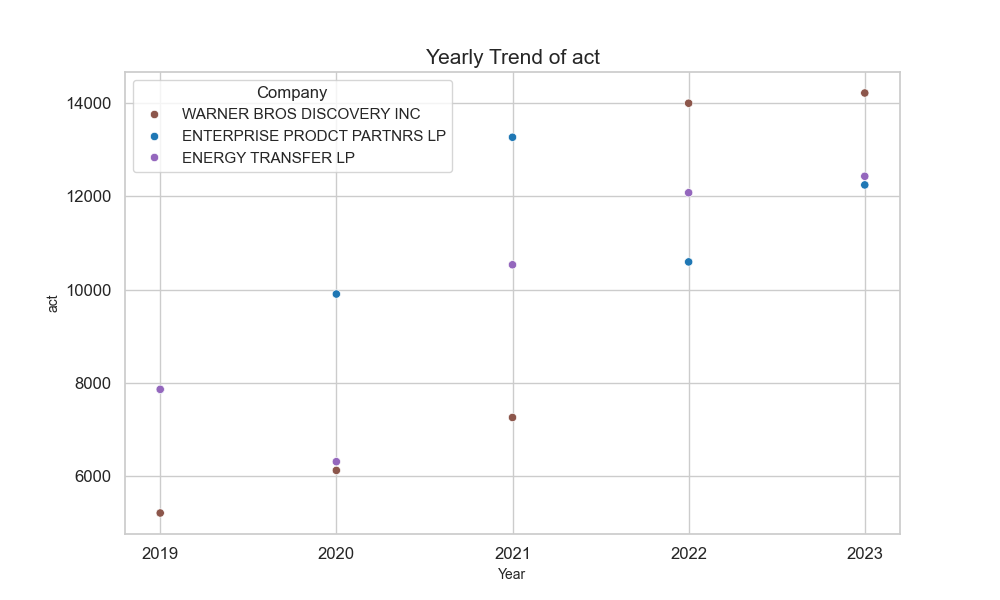 Yearly Trend of act
Company
WARNER BROS DISCOVERY INC
ENTERPRISE PRODCT PARTNRS LP
ENERGY TRANSFER LP
14000
12000
10000
8000
6000
act
2019 2020 2021 2022 2023
Year